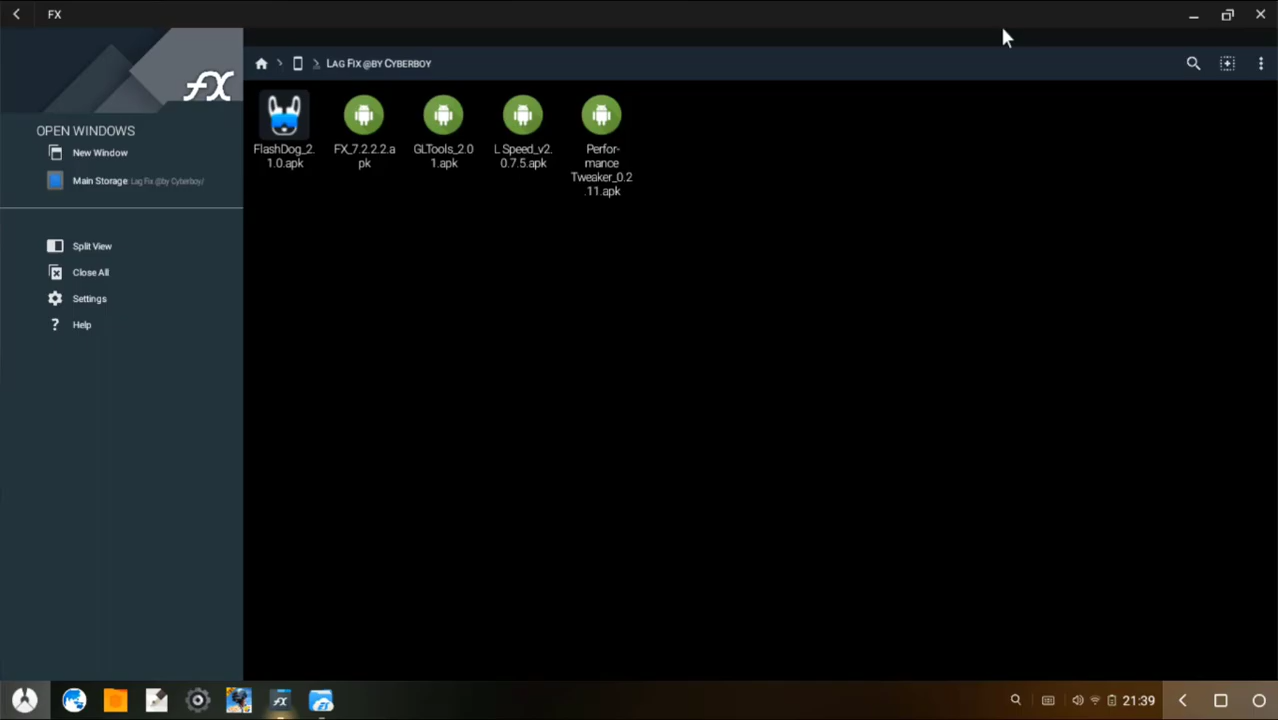 FX
FX
LAG FIX @BY CYBERBOY
OPEN WINDOWS
New Window
Main Storage: Lag Fix @by Cyberboy/
Split View
Close All
Settings
? Help
FlashDog_2.
1.0.apk
FX_7.2.2.2.a
pk
GLTools_2.0
1.apk
L Speed_v2.
0.7.5.apk
Perfor-
mance
Tweaker_0.2
.11.apk
FX
21:39